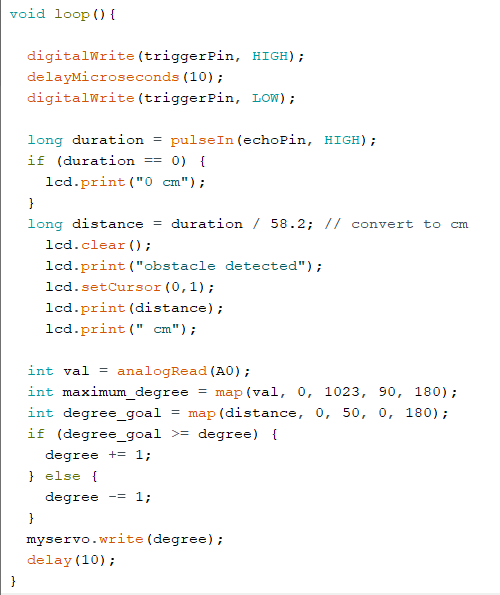 void loop(){
digitalWrite(triggerPin, HIGH);
delayMicroseconds(10);
digitalWrite(triggerPin, LOW);
long duration = pulseIn(echoPin, HIGH);
if (duration == 0) {
lcd.print("0 cm");
}
long distance = duration / 58.2; // convert to cm
lcd.clear();
lcd.print("obstacle detected");
lcd.setCursor(0,1);
lcd.print(distance);
lcd.print(" cm");
int val = analogRead(A0);
int maximum_degree = map(val, 0, 1023, 90, 180);
int degree_goal = map(distance, 0, 50, 0, 180);
if (degree_goal >= degree) {
degree += 1;
} else {
degree -= 1;
}
myservo.write(degree);
delay(10);
}